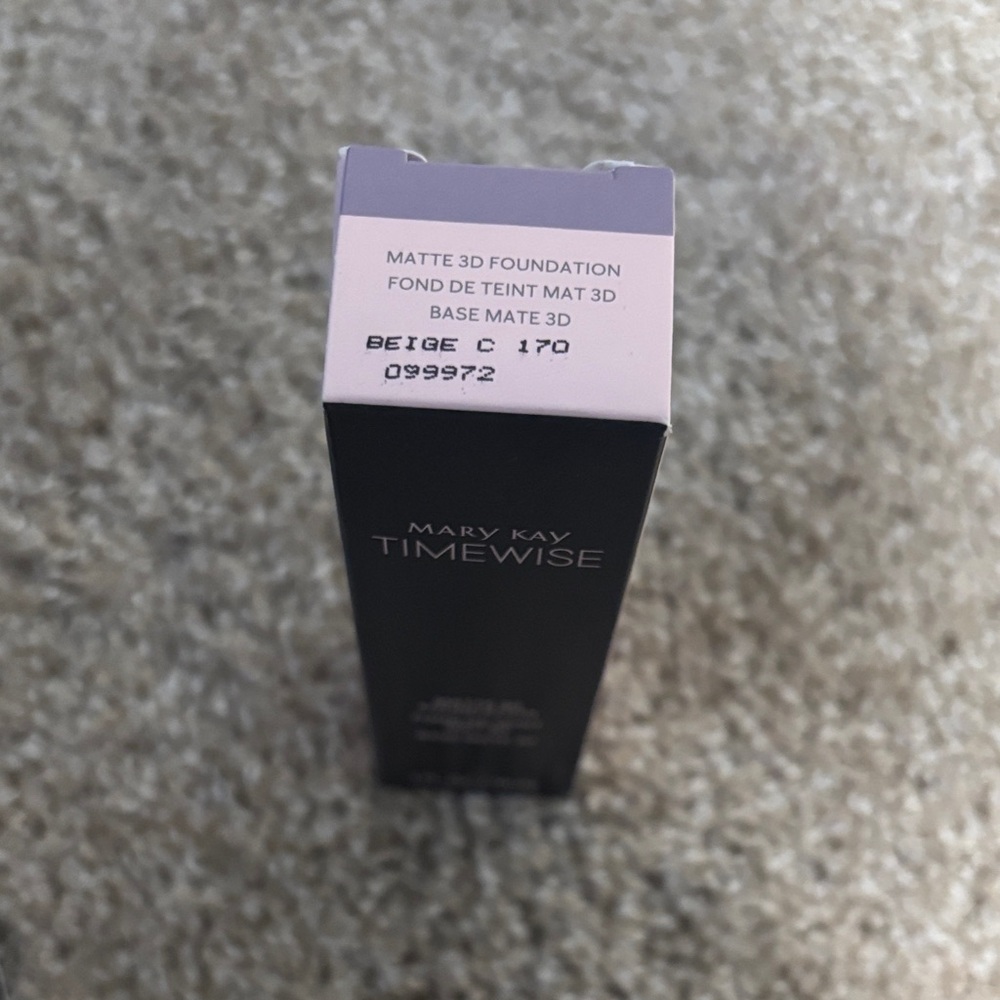 MATTE 3D FOUNDATION
FOND DE TEINT MAT 3D
BASE MATE 3D
BEIGE C 170
099972
MARY KAY
TIMEWISE